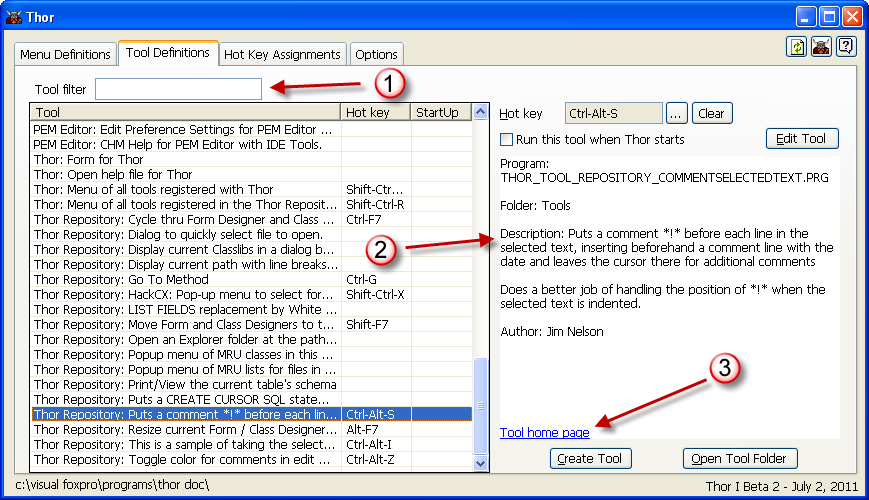 Thor
Menu Definitions Tool Definitions Hot Key Assignments Options
Tool filter
1
Tool Hot key StartUp
PEM Editor: Edit Preference Settings for PEM Editor ...
PEM Editor: CHM Help for PEM Editor with IDE Tools.
Thor: Form for Thor
Thor: Open help file for Thor
Thor: Menu of all tools registered with Thor Shift-Ctr...
Thor: Menu of all tools registered in the Thor Reposit... Shift-Ctrl-R
Thor Repository: Cycle thru Form Designer and Class ... Ctrl-F7
Thor Repository: Dialog to quickly select file to open.
Thor Repository: Display current Classlibs in a dialog b...
Thor Repository: Display current path with line breaks...
Thor Repository: Go To Method Ctrl-G
Thor Repository: HackCX: Pop-up menu to select for... Shift-Ctrl-X
Thor Repository: LIST FIELDS replacement by White ...
Thor Repository: Move Form and Class Designers to t... Shift-F7
Thor Repository: Open an Explorer folder at the path...
Thor Repository: Popup menu of MRU classes in this ...
Thor Repository: Popup menu of MRU lists for files in ...
Thor Repository: Print/View the current table's schema
Thor Repository: Puts a CREATE CURSOR SQL state...
Thor Repository: Puts a comment *!* before each lin... Ctrl-Alt-S
Thor Repository: Resize current Form / Class Designer... Alt-F7
Thor Repository: This is a sample of taking the select... Ctrl-Alt-I
Thor Repository: Toggle color for comments in edit ... Ctrl-Alt-Z
Hot key Ctrl-Alt-S ... Clear
Run this tool when Thor starts
Edit Tool
Program:
THOR_TOOL_REPOSITORY_COMMENTSELECTEDTEXT.PRG
Folder: Tools
2
Description: Puts a comment *!* before each line in the
selected text, inserting beforehand a comment line with the
date and leaves the cursor there for additional comments
Does a better job of handling the position of *!* when the
selected text is indented.
Author: Jim Nelson
3
Tool home page
Create Tool Open Tool Folder
c:\visual foxpro\programs\thor doc\ Thor I Beta 2 - July 2, 2011